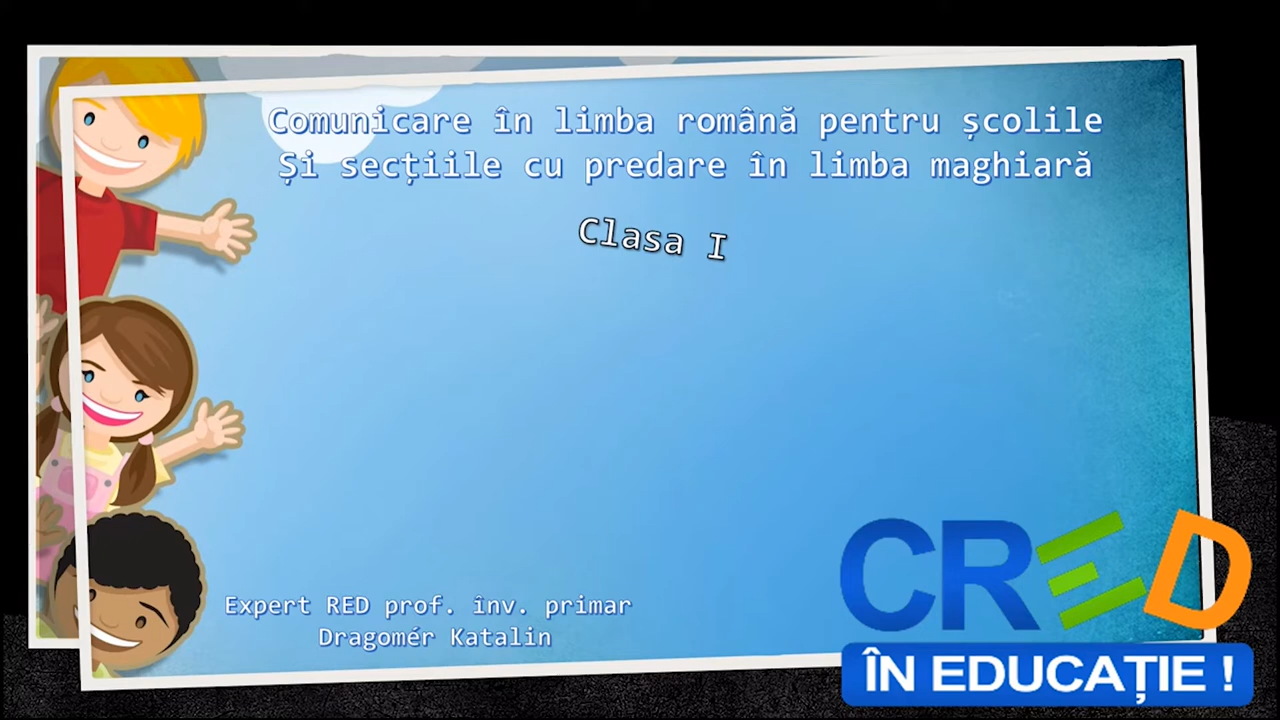 Comunicare în limba română pentru școlile
Și secțiile cu predare în limba maghiară
Clasa I
Expert RED prof. înv. primar
Dragomér Katalin
CRED
ÎN EDUCAȚIE !